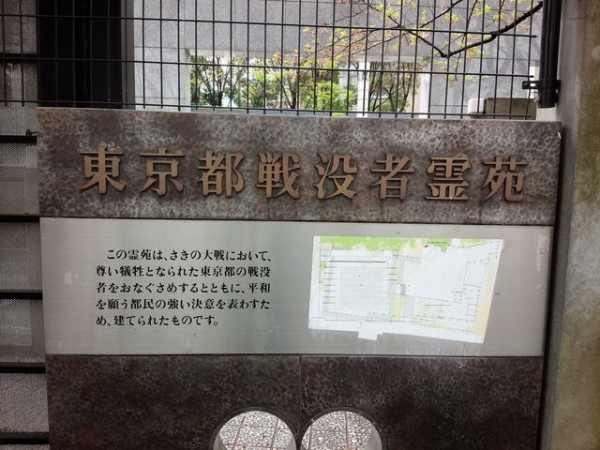 東京都戦没者霊苑
この霊苑は、さきの大戦において、
尊い犠牲となられた東京都の戦没
者をおなぐさめするとともに、平和
を願う都民の強い決意を表わすた
め、建てられたものです。